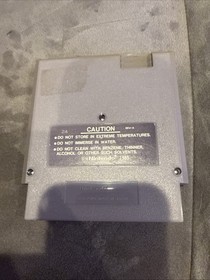 CAUTION
• DO NOT STORE IN EXTREME TEMPERATURES.
• DO NOT IMMERSE IN WATER.
• DO NOT CLEAN WITH BENZENE, THINNER,
ALCOHOL OR OTHER SUCH SOLVENTS.